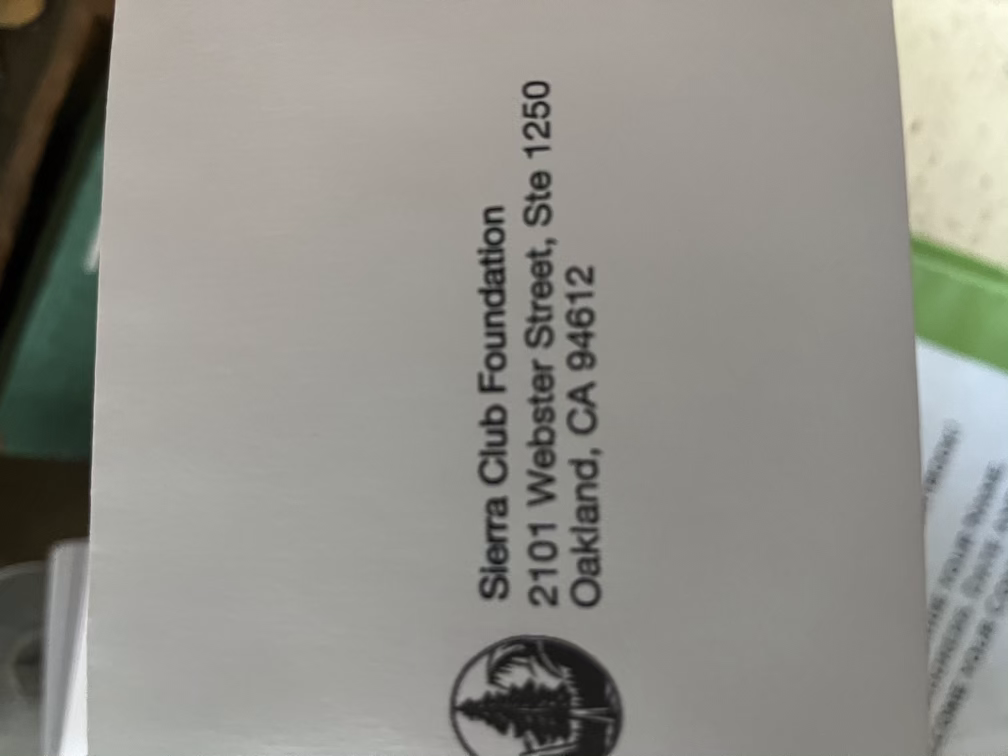 Sierra Club Foundation
2101 Webster Street, Ste 1250
Oakland, CA 94612